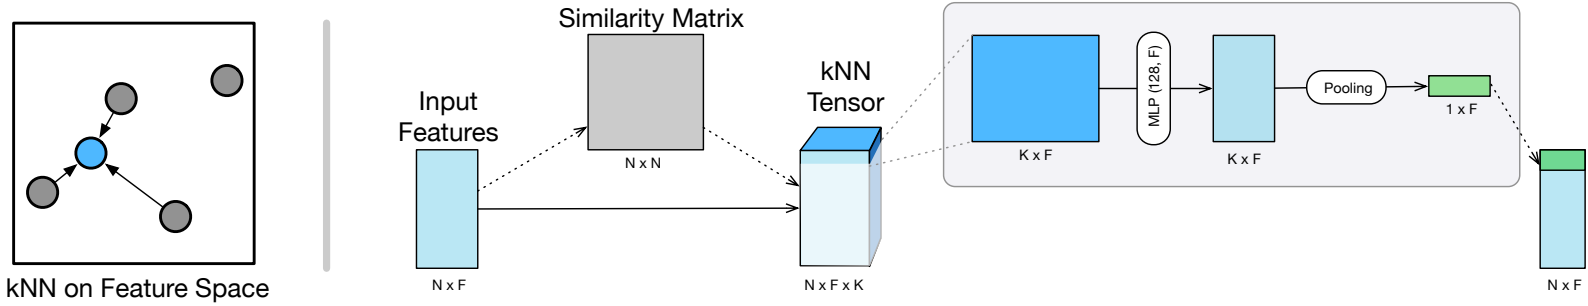 kNN on Feature Space
Input
Features
N x F
Similarity Matrix
N x N
kNN
Tensor
N x F x K
K x F
MLP (128, F)
K x F
Pooling
1 x F
N x F